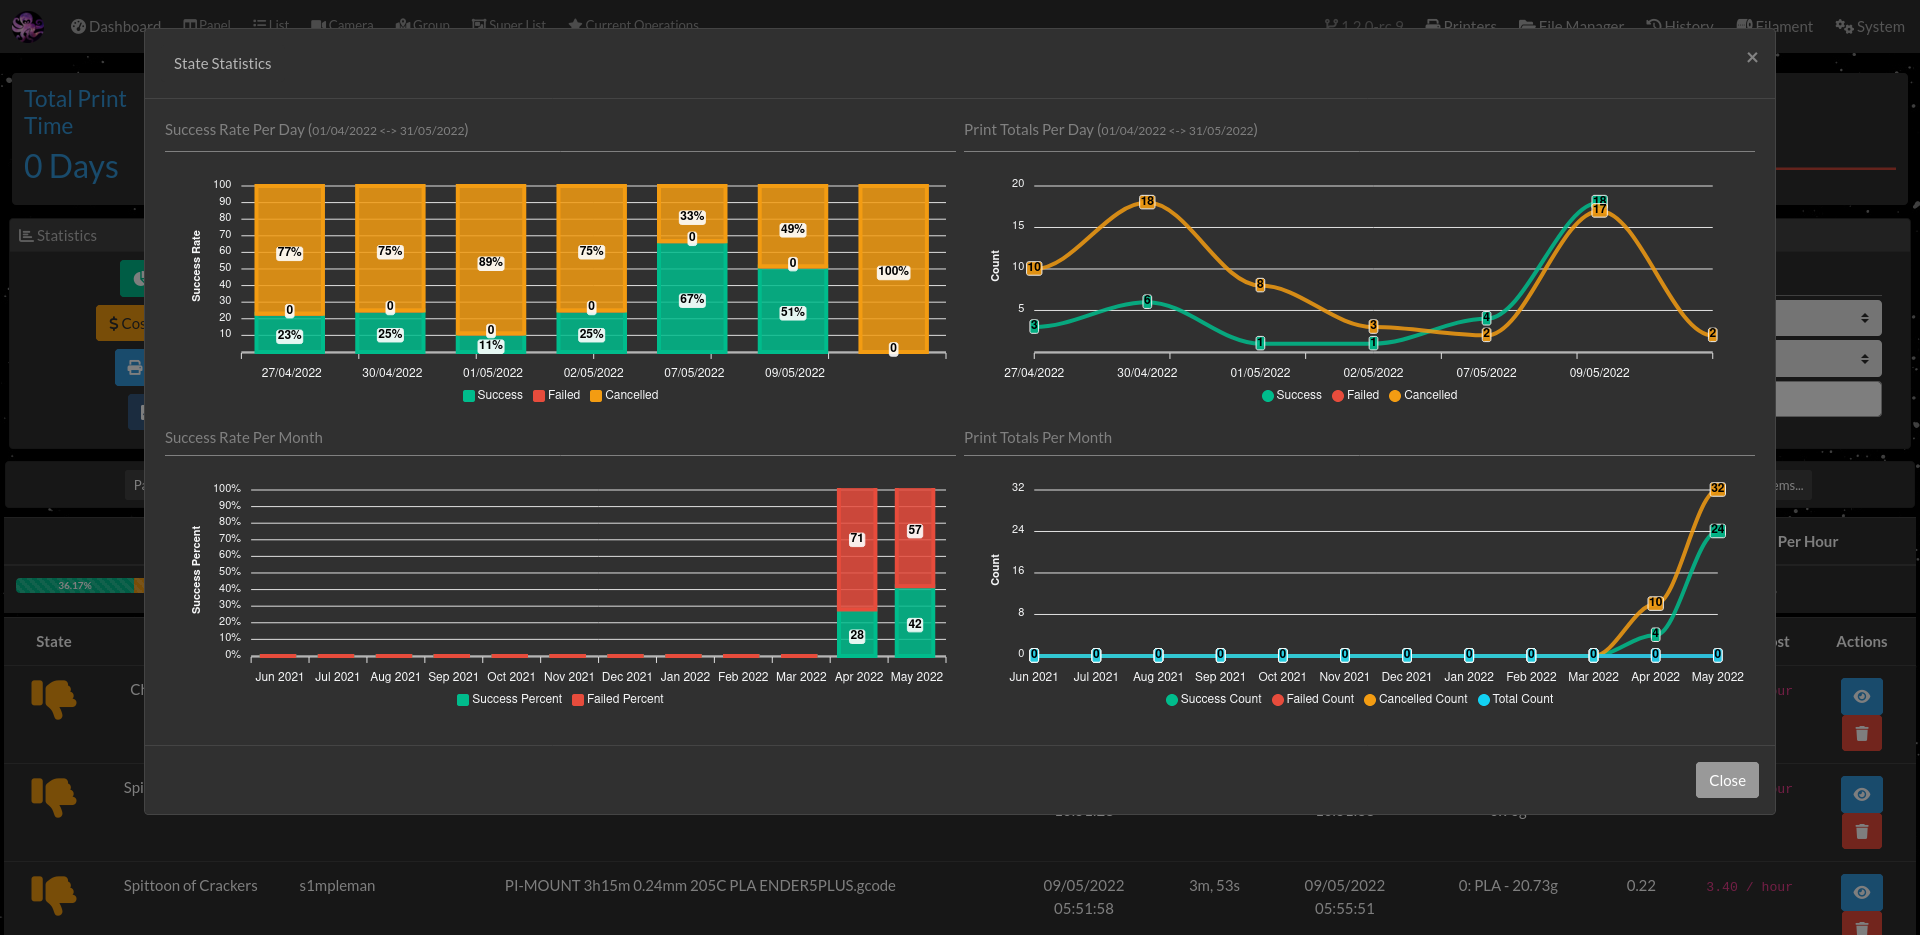 Dashboard Panel List Camera Group Super List Current Operations 1.2.0-rc.9 Printers File Manager History Filament System
State Statistics ×
Total Print
Time
0 Days
Statistics
36.17%
State
Success Rate Per Day (01/04/2022 <-> 31/05/2022)
Success Rate
100
90
80
70
60
50
40
30
20
10
77% 75% 89% 75% 33% 49% 100%
0 0 0 0 0 0 0
23% 25% 11% 25% 67% 51%
27/04/2022 30/04/2022 01/05/2022 02/05/2022 07/05/2022 09/05/2022
Success Failed Cancelled
Print Totals Per Day (01/04/2022 <-> 31/05/2022)
Count
20
15
10
5
10 18 8 3 2 17 2
3 6 1 1 4 18
27/04/2022 30/04/2022 01/05/2022 02/05/2022 07/05/2022 09/05/2022
Success Failed Cancelled
Success Rate Per Month
Success Percent
100%
90%
80%
70%
60%
50%
40%
30%
20%
10%
0%
71 57
28 42
Jun 2021 Jul 2021 Aug 2021 Sep 2021 Oct 2021 Nov 2021 Dec 2021 Jan 2022 Feb 2022 Mar 2022 Apr 2022 May 2022
Success Percent Failed Percent
Print Totals Per Month
Count
32
24
16
8
0
10 32
4 24
0 0 0 0 0 0 0 0 0 0 0 0
Jun 2021 Jul 2021 Aug 2021 Sep 2021 Oct 2021 Nov 2021 Dec 2021 Jan 2022 Feb 2022 Mar 2022 Apr 2022 May 2022
Success Count Failed Count Cancelled Count Total Count
Per Hour
Actions
Close
Spittoon of Crackers s1mpleman PI-MOUNT 3h15m 0.24mm 205C PLA ENDER5PLUS.gcode 09/05/2022 3m, 53s 09/05/2022 0: PLA - 20.73g 0.22 3.40 / hour
05:51:58 05:55:51